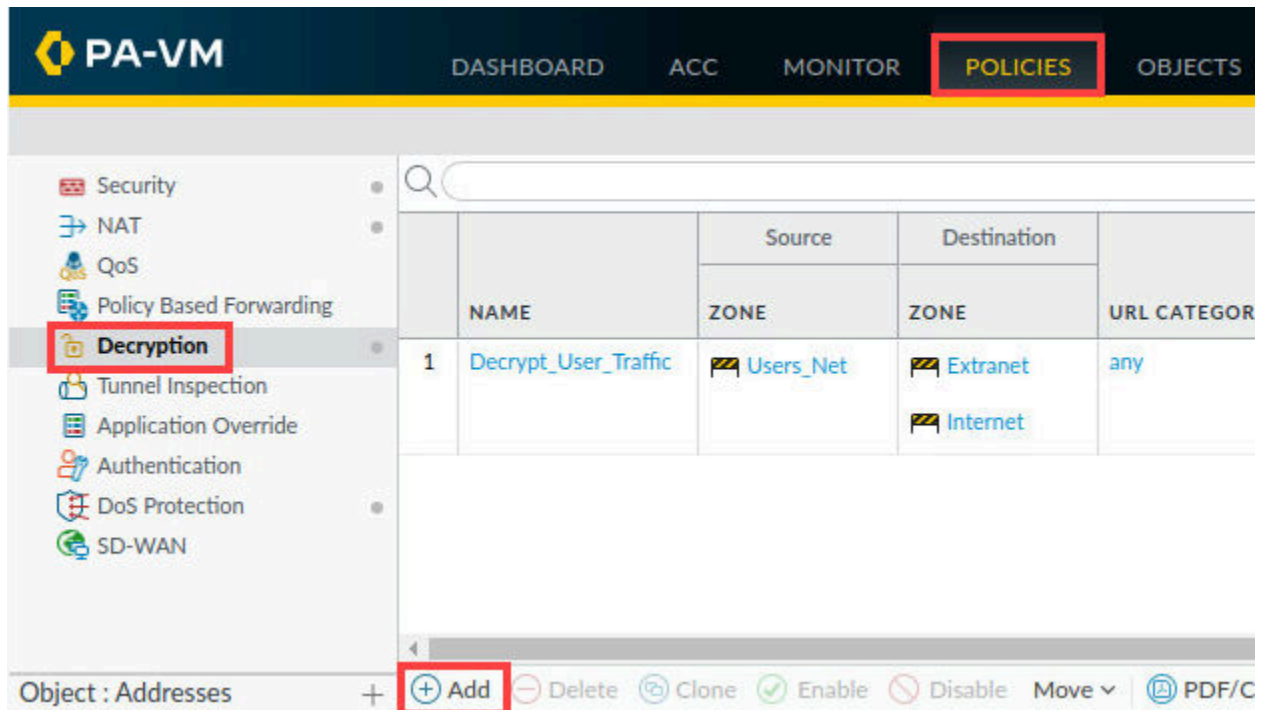 PA-VM
DASHBOARD ACC MONITOR POLICIES OBJECTS
Security
NAT
QoS
Policy Based Forwarding
Decryption
Tunnel Inspection
Application Override
Authentication
DoS Protection
SD-WAN
Object : Addresses
Source Destination
NAME ZONE ZONE URL CATEGOR
1 Decrypt_User_Traffic Users_Net Extranet any
Internet
Add Delete Clone Enable Disable Move PDF/C